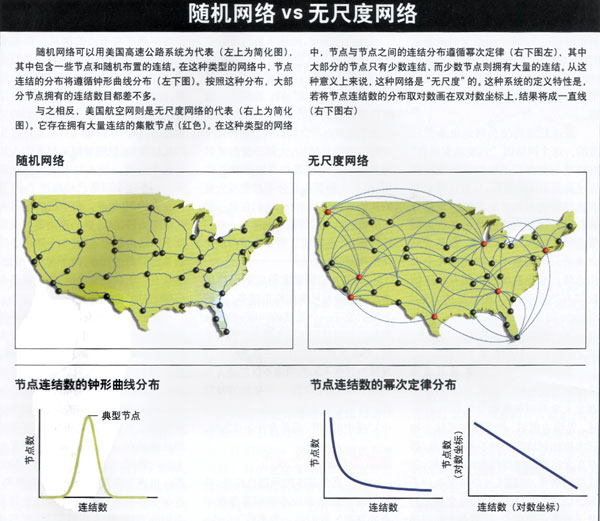 随机网络 vs 无尺度网络
随机网络可以用美国高速公路系统为代表（左上为简化图），
其中包含一些节点和随机布置的连结。在这种类型的网络中，节点
连结的分布将遵循钟形曲线分布（左下图）。按照这种分布，大部
分节点拥有的连结数目都差不多。
与之相反，美国航空网则是无尺度网络的代表（右上为简化
图）。它存在拥有大量连结的集散节点（红色）。在这种类型的网络
中，节点与节点之间的连结分布遵循幂次定律（右下图左），其中
大部分的节点只有少数连结，而少数节点则拥有大量的连结。从这
种意义上来说，这种网络是“无尺度”的。这种系统的定义特性是，
若将节点连结数的分布取对数画在双对数坐标上，结果将成一直线
（右下图右）
随机网络
无尺度网络
节点连结数的钟形曲线分布
典型节点
节点数
连结数
节点连结数的幂次定律分布
节点数
连结数
节点数
（对数坐标）
连结数（对数坐标）